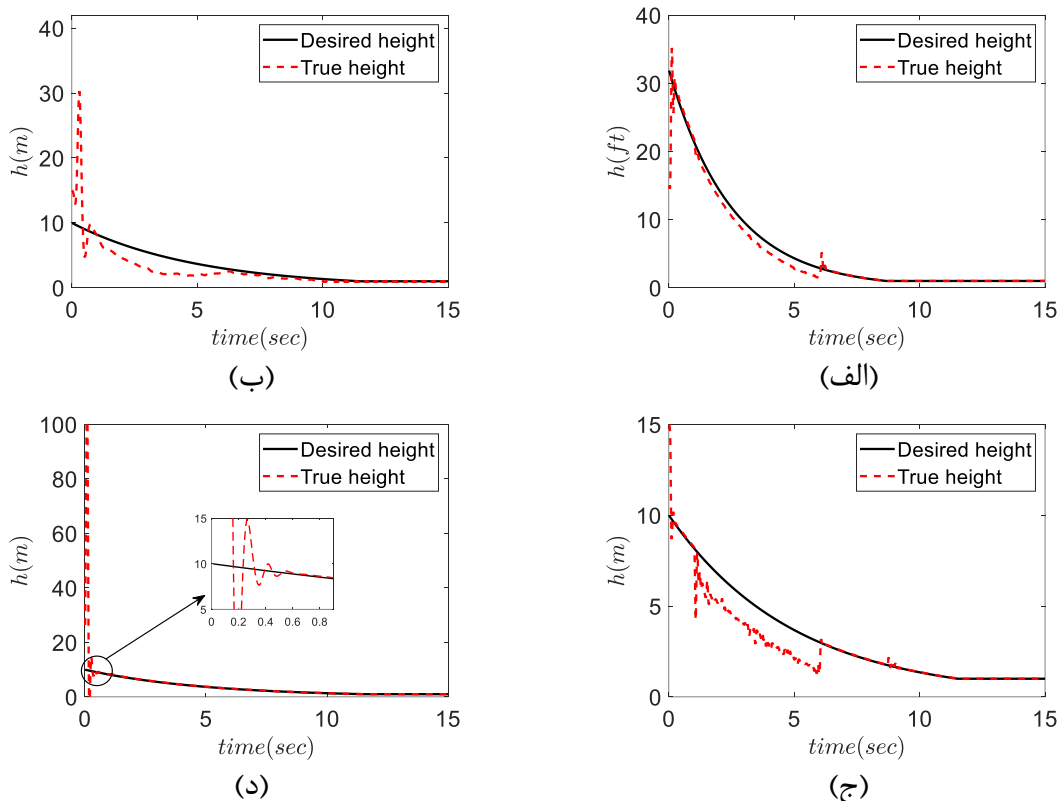 40
30
20
10
0
h(m)
Desired height
True height
0 5 10 15
time(sec)
(ب)
40
30
20
10
0
h(ft)
Desired height
True height
0 5 10 15
time(sec)
(الف)
100
80
60
40
20
0
h(m)
Desired height
True height
15
10
5
0 0.2 0.4 0.6 0.8
0 5 10 15
time(sec)
(د)
15
10
5
0
h(m)
Desired height
True height
0 5 10 15
time(sec)
(ج)